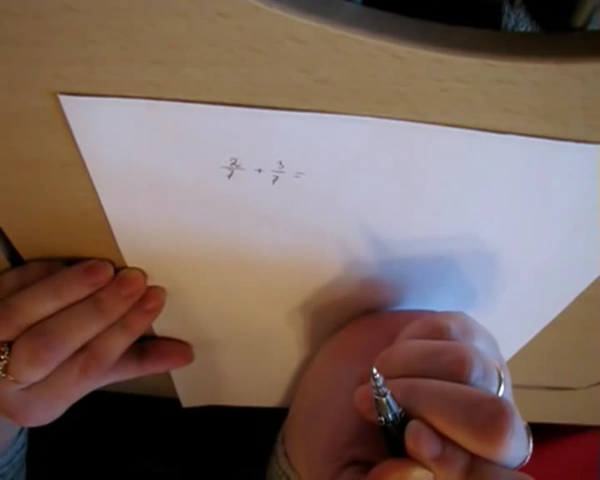 2/7 + 3/7 =